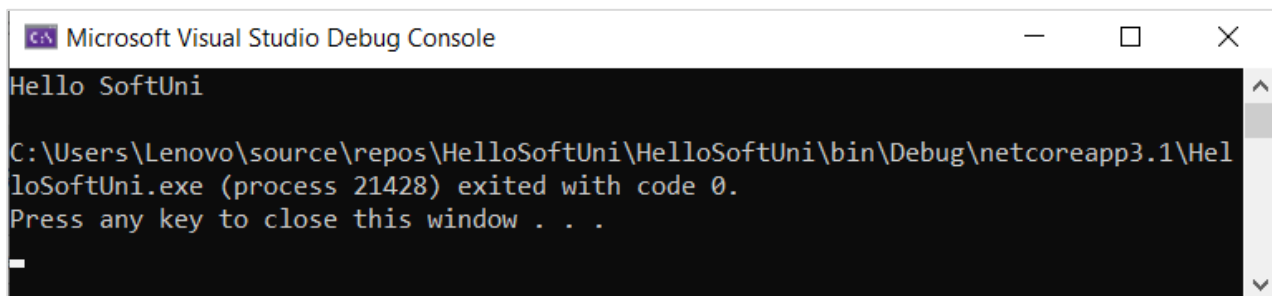 Microsoft Visual Studio Debug Console
Hello SoftUni
C:\Users\Lenovo\source\repos\HelloSoftUni\HelloSoftUni\bin\Debug\netcoreapp3.1\Hel
loSoftUni.exe (process 21428) exited with code 0.
Press any key to close this window . . .